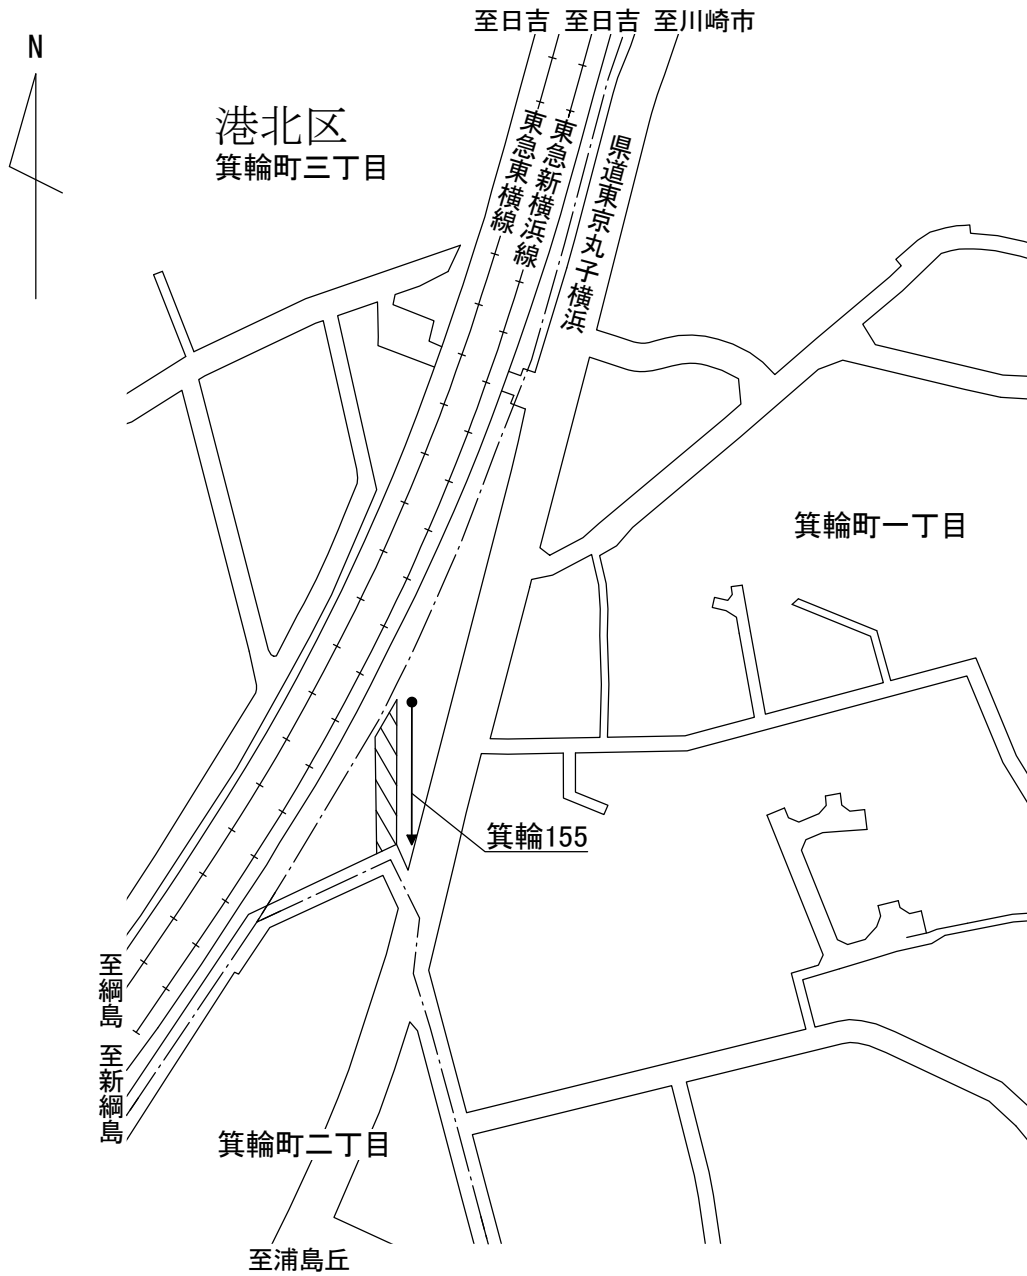 至日吉 至日吉 至川崎市
N
港北区
箕輪町三丁目
東急東横線
東急新横浜線
県道東京丸子横浜
箕輪町一丁目
箕輪155
至綱島
至新綱島
箕輪町二丁目
至浦島丘